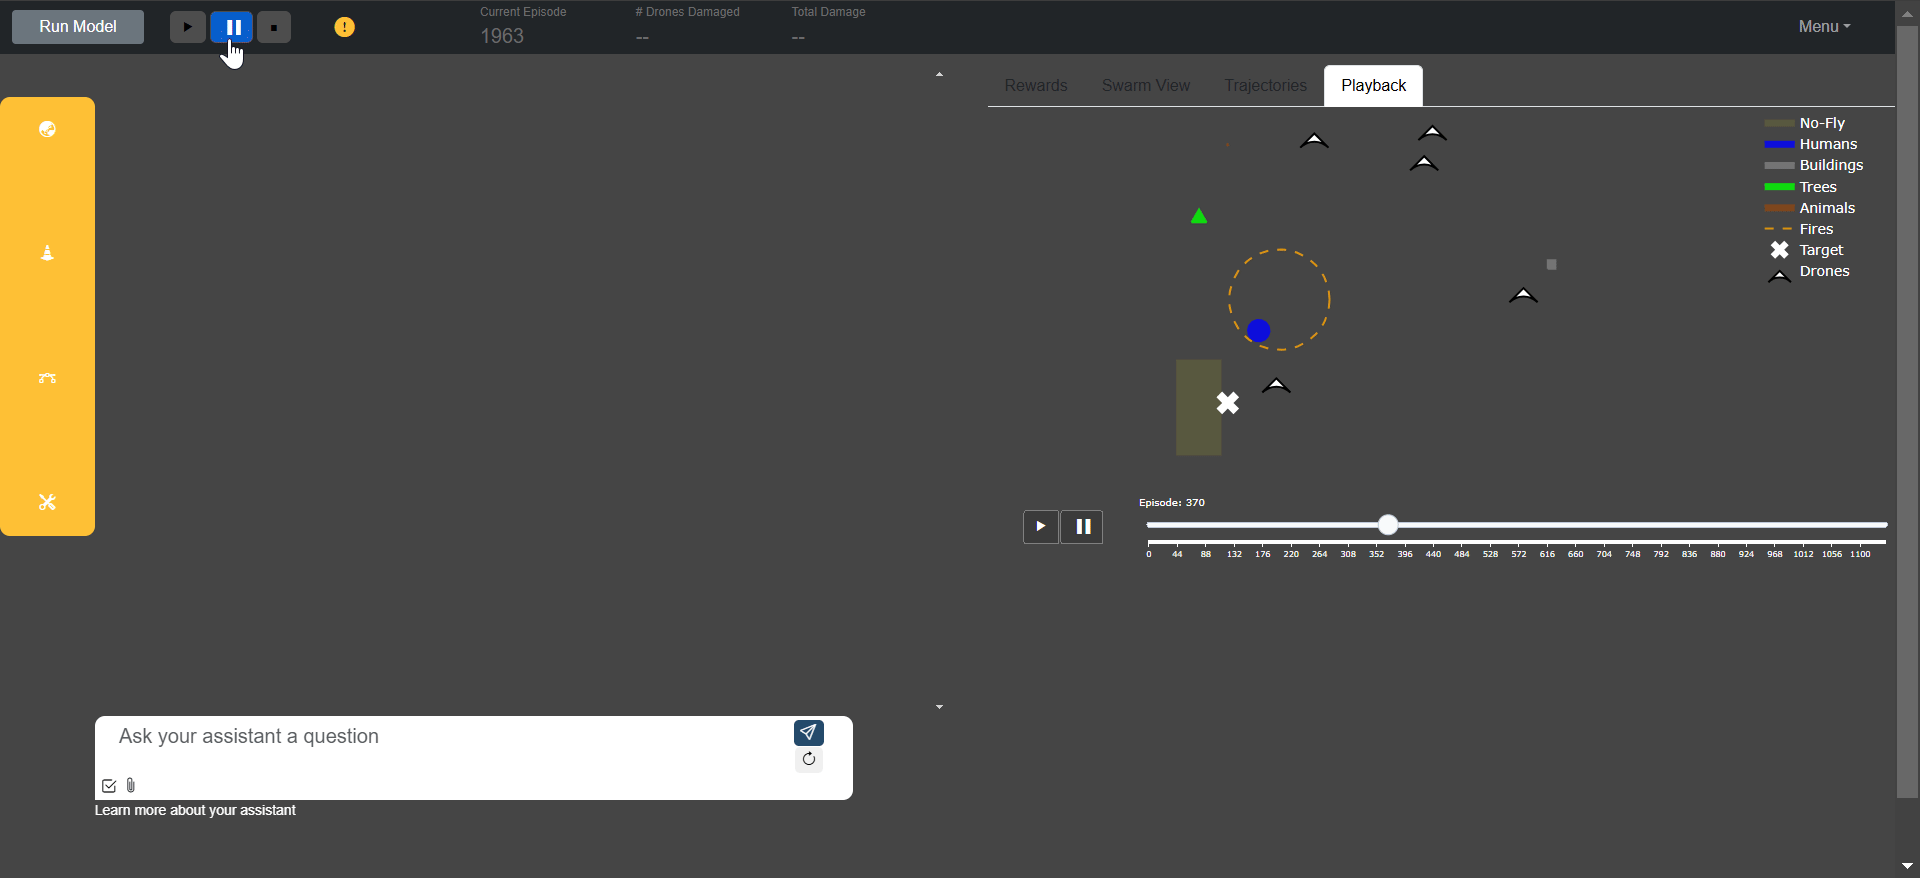 Run Model
Current Episode
1963
# Drones Damaged
--
Total Damage
--
Menu
Rewards
Swarm View
Trajectories
Playback
No-Fly
Humans
Buildings
Trees
Animals
Fires
Target
Drones
Episode: 370
0 44 88 132 176 220 264 308 352 396 440 484 528 572 616 660 704 748 792 836 880 924 968 1012 1056 1100
Ask your assistant a question
Learn more about your assistant